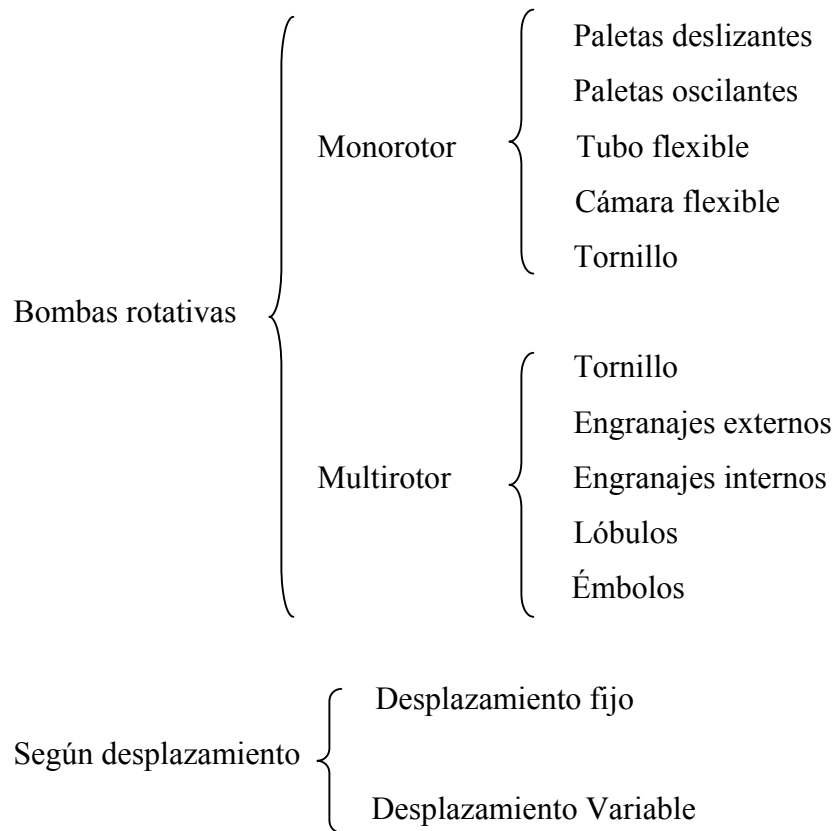 Bombas rotativas
Monorotor
Paletas deslizantes
Paletas oscilantes
Tubo flexible
Cámara flexible
Tornillo
Multirotor
Tornillo
Engranajes externos
Engranajes internos
Lóbulos
Émbolos
Según desplazamiento
Desplazamiento fijo
Desplazamiento Variable